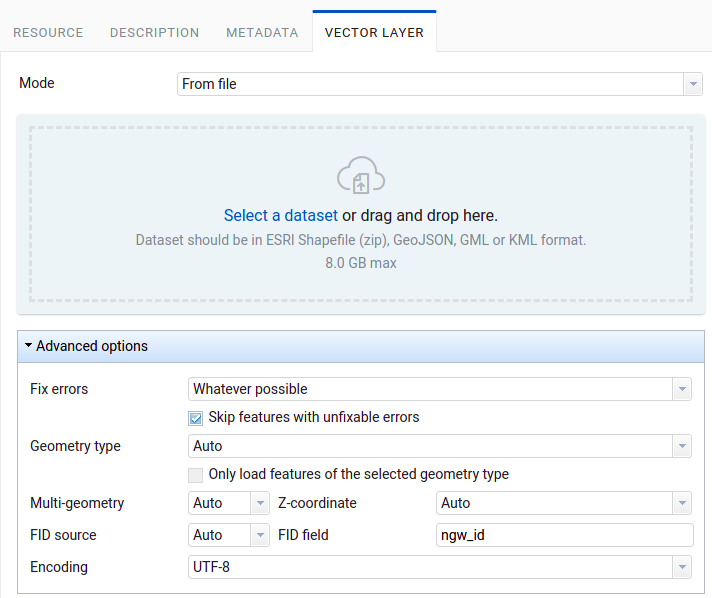 RESOURCE DESCRIPTION METADATA VECTOR LAYER
Mode From file
Select a dataset or drag and drop here.
Dataset should be in ESRI Shapefile (zip), GeoJSON, GML or KML format.
8.0 GB max
Advanced options
Fix errors Whatever possible
Skip features with unfixable errors
Geometry type Auto
Only load features of the selected geometry type
Multi-geometry Auto Z-coordinate Auto
FID source Auto FID field ngw_id
Encoding UTF-8